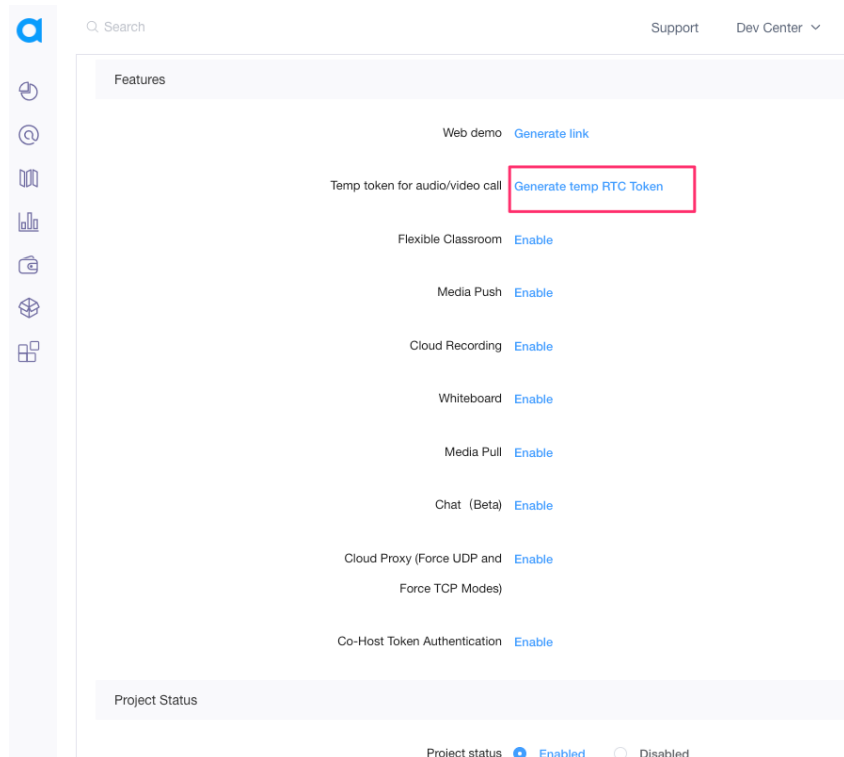 Search
Support Dev Center
Features
Web demo Generate link
Temp token for audio/video call Generate temp RTC Token
Flexible Classroom Enable
Media Push Enable
Cloud Recording Enable
Whiteboard Enable
Media Pull Enable
Chat（Beta) Enable
Cloud Proxy (Force UDP and Enable
Force TCP Modes)
Co-Host Token Authentication Enable
Project Status
Project status Enabled Disabled